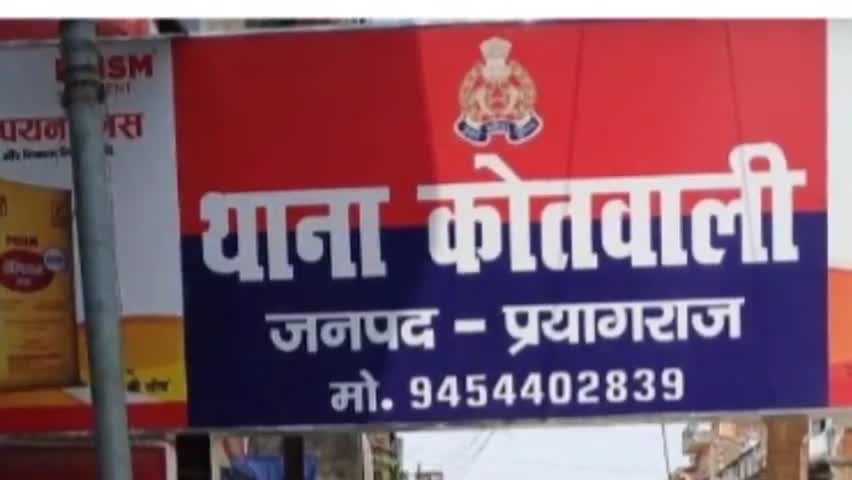 थाना कोतवाली
जनपद - प्रयागराज
मो. 9454402839